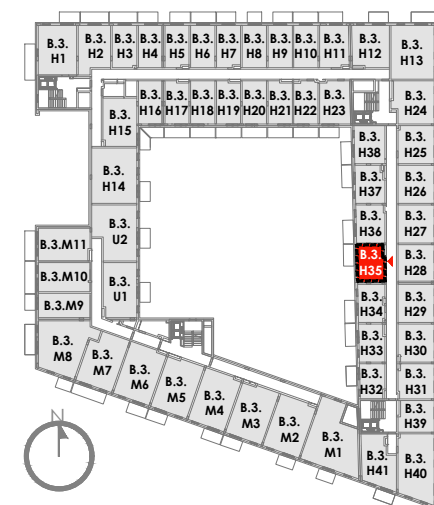 B.3.
H1
B.3.
H2
B.3.
H3
B.3.
H4
B.3.
H5
B.3.
H6
B.3.
H7
B.3.
H8
B.3.
H9
B.3.
H10
B.3.
H11
B.3.
H12
B.3.
H13
B.3.
H15
B.3.
H16
B.3.
H17
B.3.
H18
B.3.
H19
B.3.
H20
B.3.
H21
B.3.
H22
B.3.
H23
B.3.
H24
B.3.
H38
B.3.
H25
B.3.
H14
B.3.
H37
B.3.
H26
B.3.
U2
B.3.
H36
B.3.
H27
B.3.M11
B.3.
H35
B.3.
H28
B.3.M10
B.3.
U1
B.3.
H34
B.3.
H29
B.3.M9
B.3.
M8
B.3.
M7
B.3.
M6
B.3.
M5
B.3.
M4
B.3.
M3
B.3.
M2
B.3.
M1
B.3.
H33
B.3.
H30
B.3.
H32
B.3.
H31
B.3.
H39
B.3.
H41
B.3.
H40
N